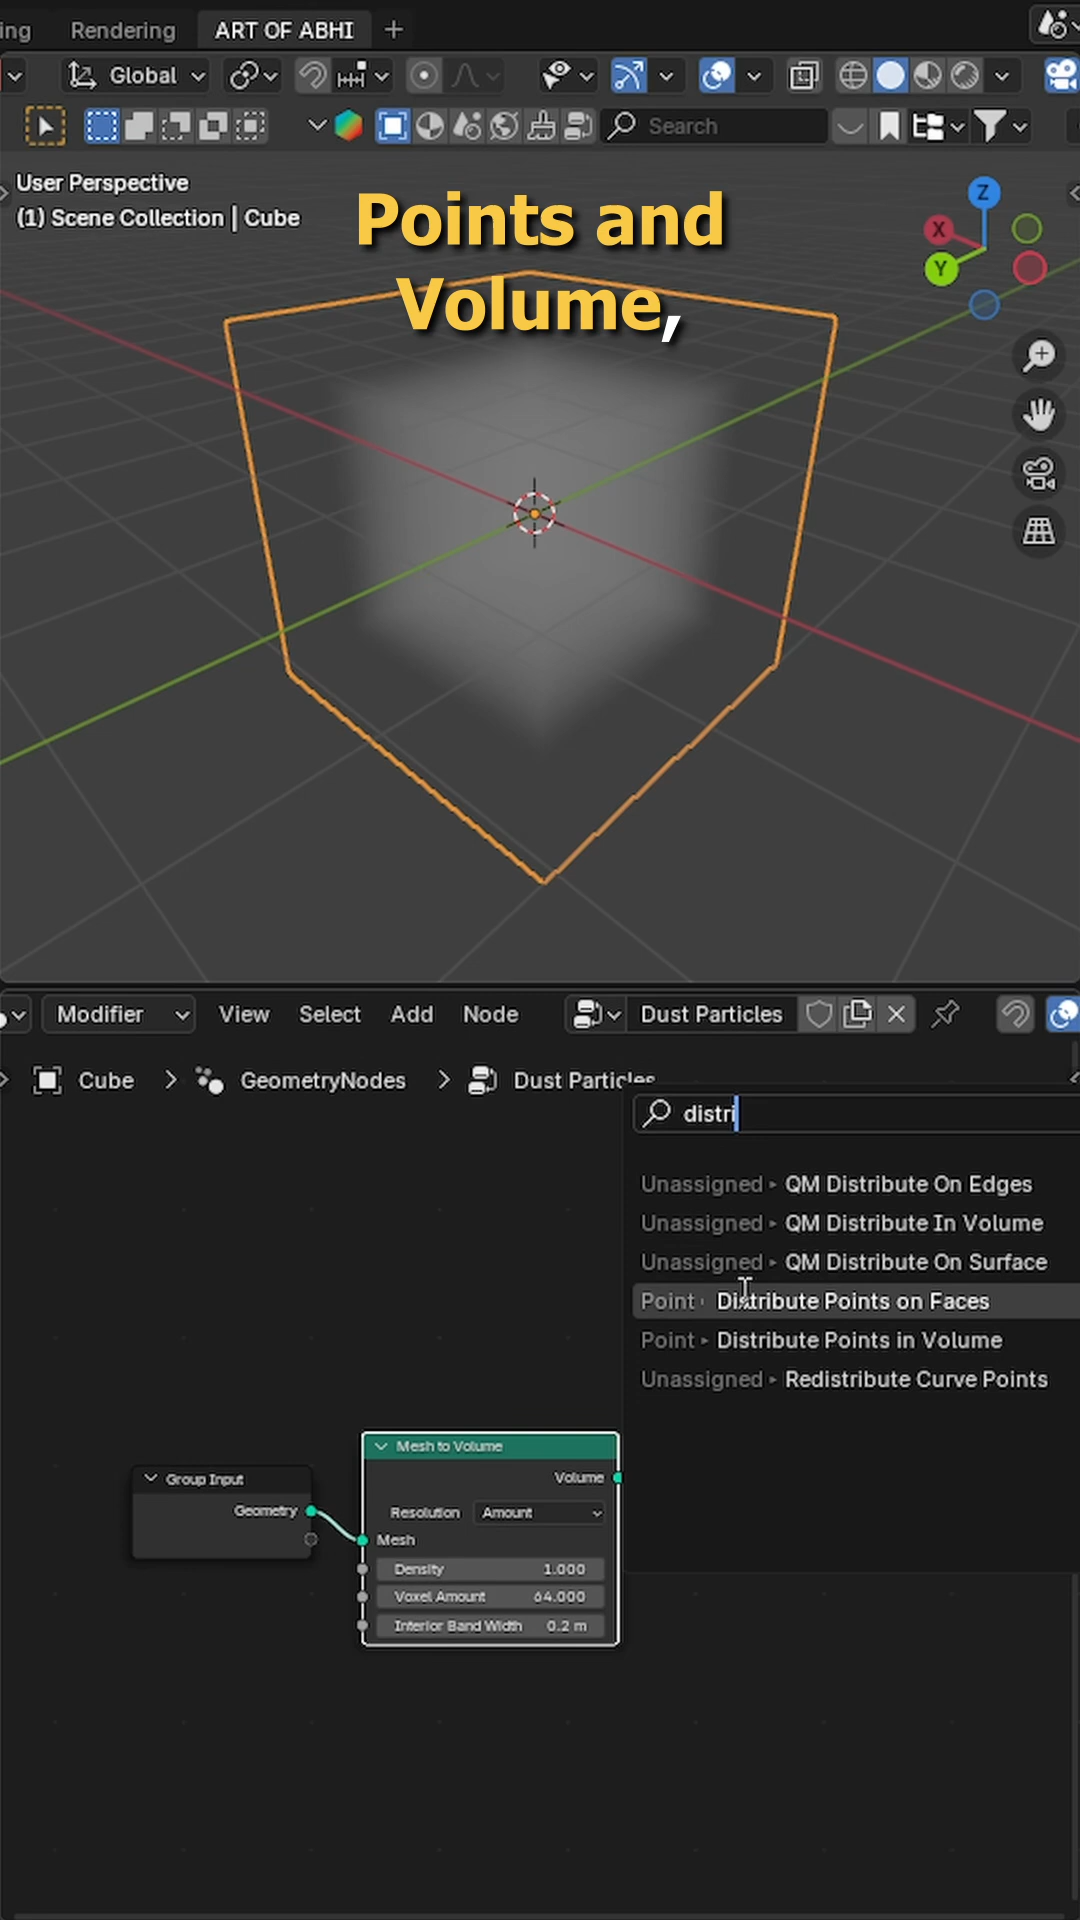 ing Rendering ART OF ABHI +
Global
Search
User Perspective
(1) Scene Collection | Cube
Points and
Volume,
Z
X
Y
Modifier View Select Add Node Dust Particles
Cube > GeometryNodes > Dust Particles
distri
Unassigned ▸ QM Distribute On Edges
Unassigned ▸ QM Distribute In Volume
Unassigned ▸ QM Distribute On Surface
Point ▸ Distribute Points on Faces
Point ▸ Distribute Points in Volume
Unassigned ▸ Redistribute Curve Points
Mesh to Volume
Volume
Resolution Amount
Mesh
Density 1.000
Voxel Amount 64.000
Interior Band Width 0.2 m
Group Input
Geometry